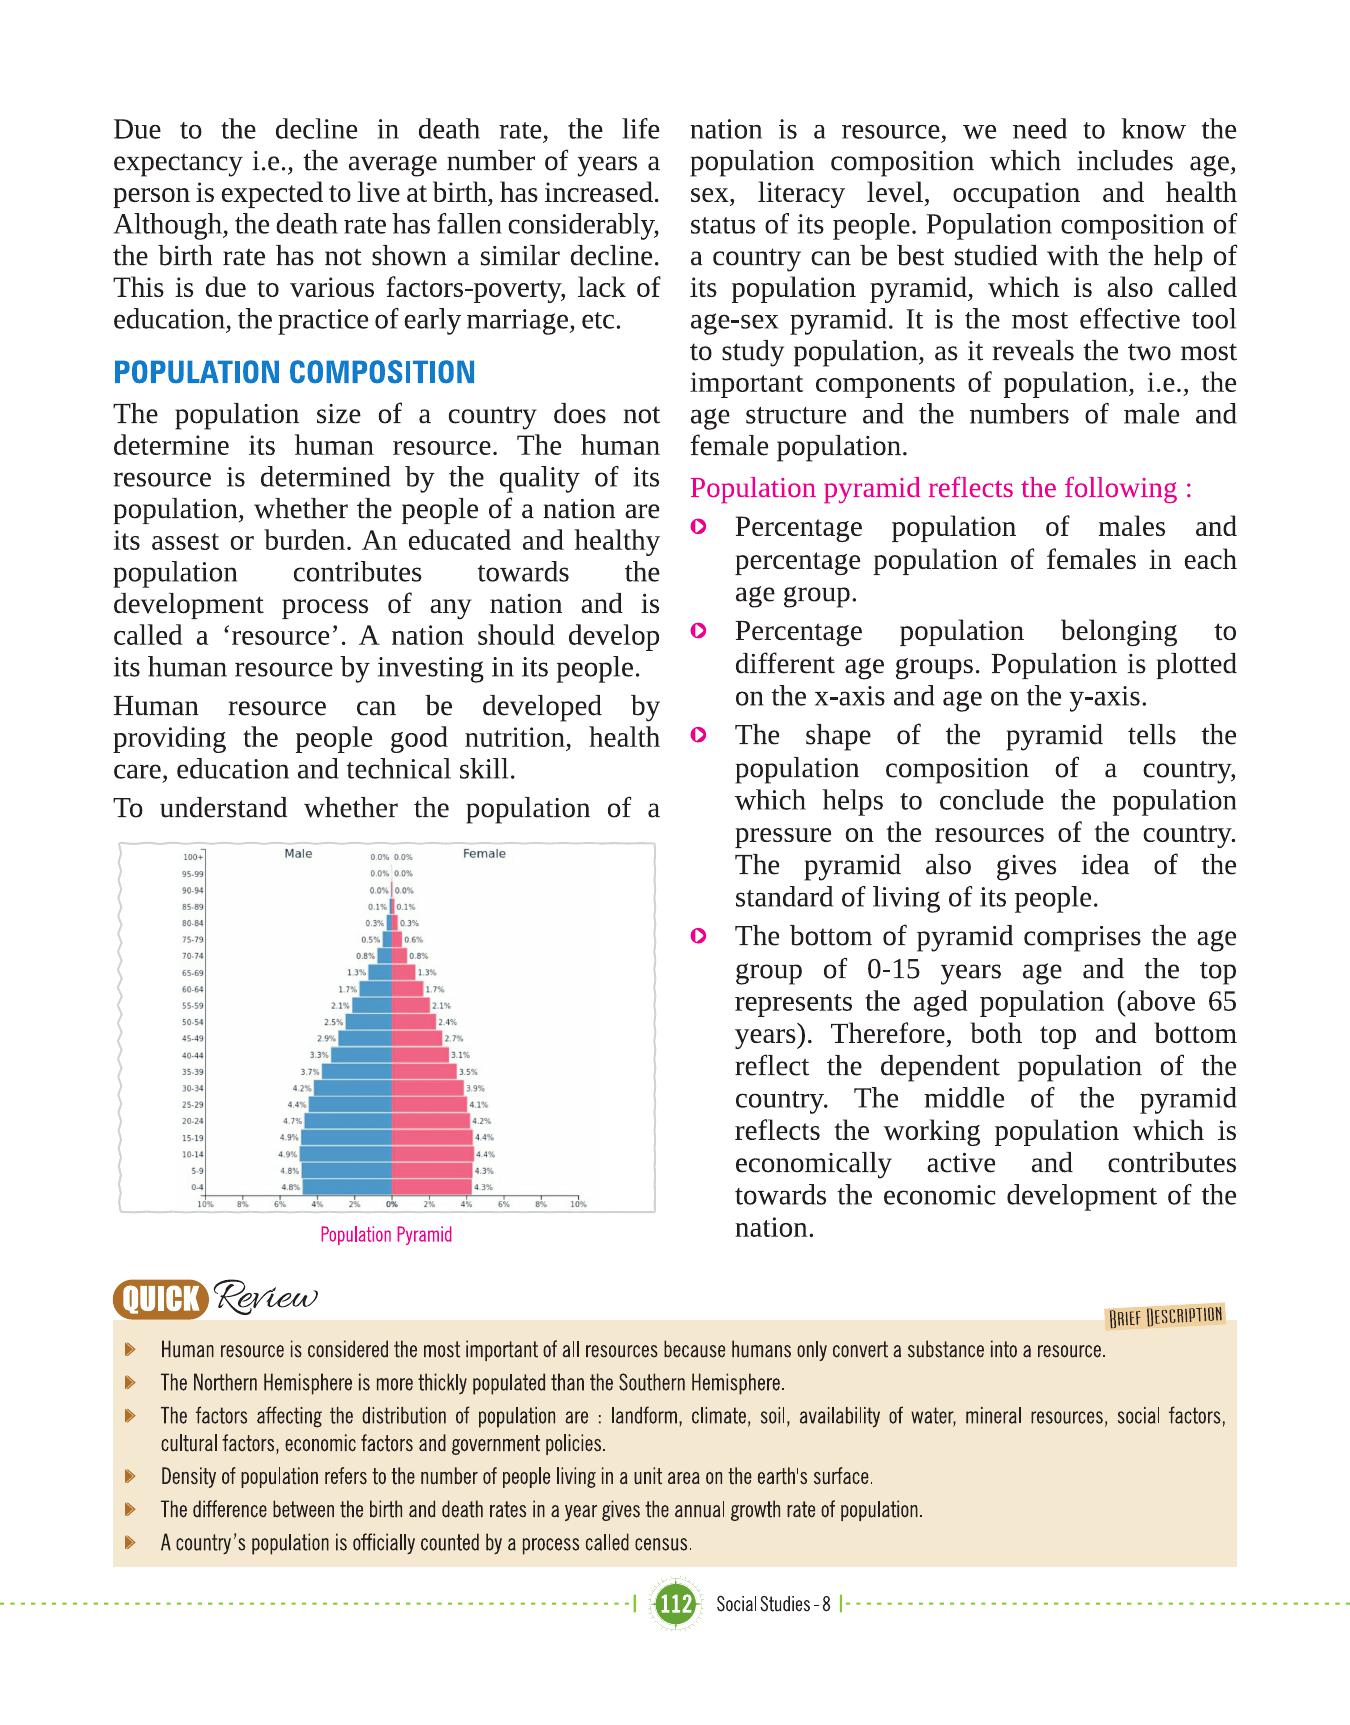 Due to the decline in death rate, the life
expectancy i.e., the average number of years a
person is expected to live at birth, has increased.
Although, the death rate has fallen considerably,
the birth rate has not shown a similar decline.
This is due to various factors-poverty, lack of
education, the practice of early marriage, etc.
POPULATION COMPOSITION
The population size of a country does not
determine its human resource. The human
resource is determined by the quality of its
population, whether the people of a nation are
its assest or burden. An educated and healthy
population contributes towards the
development process of any nation and is
called a ‘resource’. A nation should develop
its human resource by investing in its people.
Human resource can be developed by
providing the people good nutrition, health
care, education and technical skill.
To understand whether the population of a
Male Female
100+ 0.0% 0.0%
95-99 0.0% 0.0%
90-94 0.0% 0.0%
85-89 0.1% 0.1%
80-84 0.3% 0.3%
75-79 0.5% 0.6%
70-74 0.8% 0.8%
65-69 1.3% 1.3%
60-64 1.7% 1.7%
55-59 2.1% 2.1%
50-54 2.5% 2.4%
45-49 2.9% 2.7%
40-44 3.3% 3.1%
35-39 3.7% 3.5%
30-34 4.2% 3.9%
25-29 4.4% 4.1%
20-24 4.7% 4.2%
15-19 4.9% 4.4%
10-14 4.9% 4.4%
5-9 4.8% 4.3%
0-4 4.8% 4.3%
10% 8% 6% 4% 2% 0% 2% 4% 6% 8% 10%
Population Pyramid
nation is a resource, we need to know the
population composition which includes age,
sex, literacy level, occupation and health
status of its people. Population composition of
a country can be best studied with the help of
its population pyramid, which is also called
age-sex pyramid. It is the most effective tool
to study population, as it reveals the two most
important components of population, i.e., the
age structure and the numbers of male and
female population.
Population pyramid reflects the following :
Percentage population of males and
percentage population of females in each
age group.
Percentage population belonging to
different age groups. Population is plotted
on the x-axis and age on the y-axis.
The shape of the pyramid tells the
population composition of a country,
which helps to conclude the population
pressure on the resources of the country.
The pyramid also gives idea of the
standard of living of its people.
The bottom of pyramid comprises the age
group of 0-15 years age and the top
represents the aged population (above 65
years). Therefore, both top and bottom
reflect the dependent population of the
country. The middle of the pyramid
reflects the working population which is
economically active and contributes
towards the economic development of the
nation.
QUICK Review
BRIEF DESCRIPTION
Human resource is considered the most important of all resources because humans only convert a substance into a resource.
The Northern Hemisphere is more thickly populated than the Southern Hemisphere.
The factors affecting the distribution of population are : landform, climate, soil, availability of water, mineral resources, social factors,
cultural factors, economic factors and government policies.
Density of population refers to the number of people living in a unit area on the earth's surface.
The difference between the birth and death rates in a year gives the annual growth rate of population.
A country’s population is officially counted by a process called census.
112 Social Studies - 8